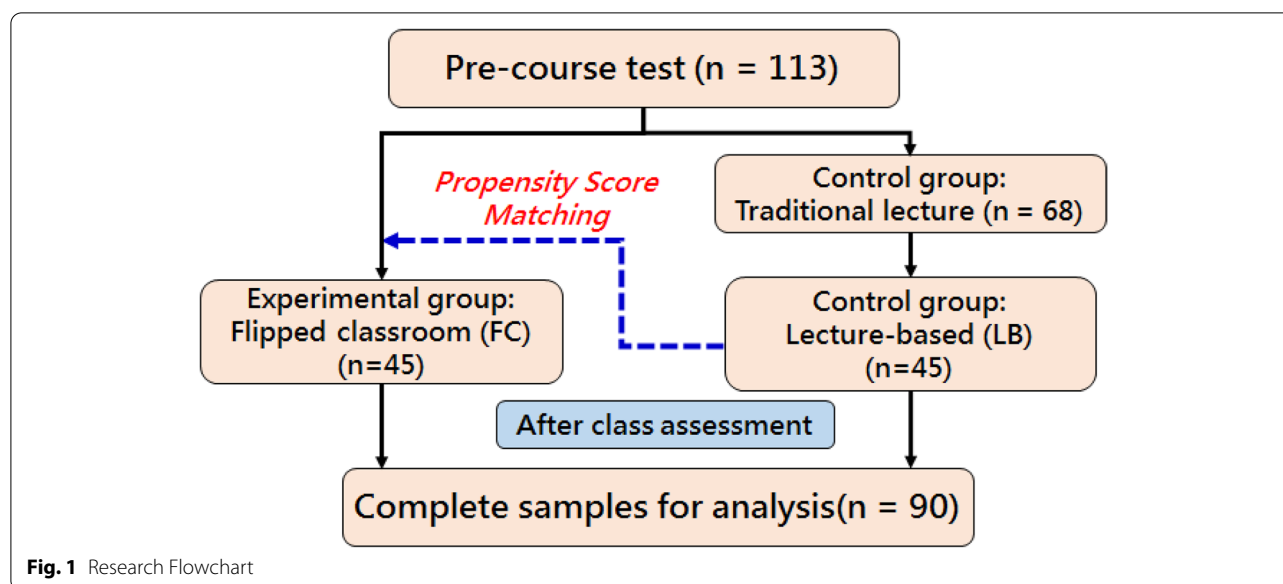 Pre-course test (n = 113)
Propensity Score
Matching
Control group:
Traditional lecture (n = 68)
Experimental group:
Flipped classroom (FC)
(n=45)
Control group:
Lecture-based (LB)
(n=45)
After class assessment
Complete samples for analysis(n = 90)
Fig. 1 Research Flowchart